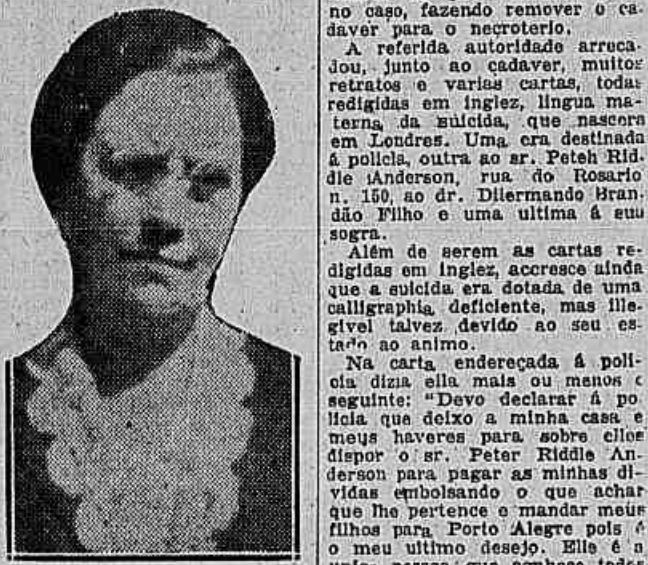 no caso, fazendo remover o ca-
daver para o necroterio.
A referida autoridade arreca-
dou, junto ao cadaver, muitos
retratos e varias cartas, todas
redigidas em inglez, lingua ma-
terna da suicida, que nascera
em Londres. Uma era destinada
á policia, outra ao sr. Peteh Rid-
dle Anderson, rua do Rosario
n. 150, ao dr. Dilermando Bran-
dão Filho e uma ultima á sua
sogra.
Além de serem as cartas re-
digidas em inglez, accresce ainda
que a suicida era dotada de uma
calligraphia deficiente, mas ille-
givel talvez devido ao seu es-
tado ao animo.
Na carta endereçada á poli-
cia dizia ella mais ou menos o
seguinte: "Devo declarar á po
licia que deixo a minha casa e
meus haveres para sobre elles
dispor o sr. Peter Riddle An-
derson para pagar as minhas di-
vidas embolsando o que achar
que lhe pertence e mandar meus
filhos para Porto Alegre pois é
o meu ultimo desejo. Elle é a
pessoa que conhece todos